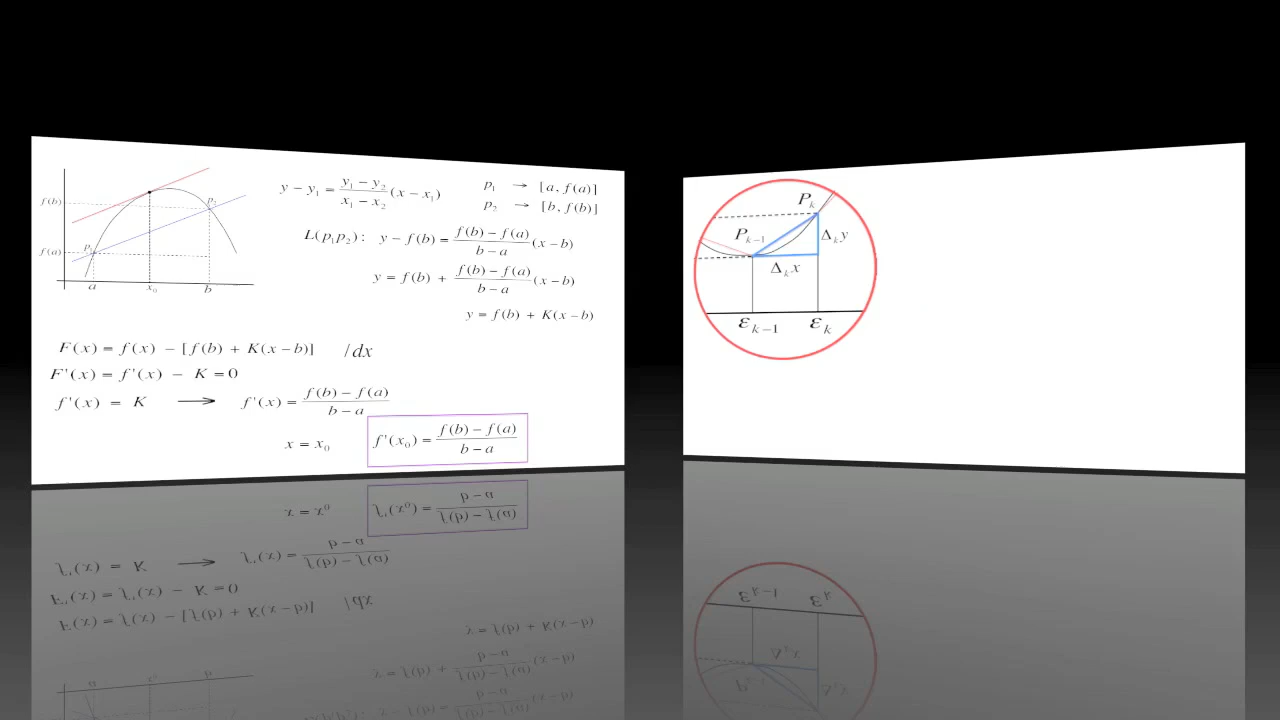 f(b)
p₂
f(a)
p₁
a x₀ b
y − y₁ = (y₁ − y₂)/(x₁ − x₂) (x − x₁)
p₁ → [a, f(a)]
p₂ → [b, f(b)]
L(p₁p₂): y − f(b) = (f(b) − f(a))/(b − a) (x − b)
y = f(b) + (f(b) − f(a))/(b − a) (x − b)
y = f(b) + K(x − b)
F(x) = f(x) − [f(b) + K(x − b)] /dx
F'(x) = f'(x) − K = 0
f'(x) = K → f'(x) = (f(b) − f(a))/(b − a)
x = x₀ f'(x₀) = (f(b) − f(a))/(b − a)
Pₖ
Pₖ₋₁
Δₖy
Δₖx
εₖ₋₁ εₖ